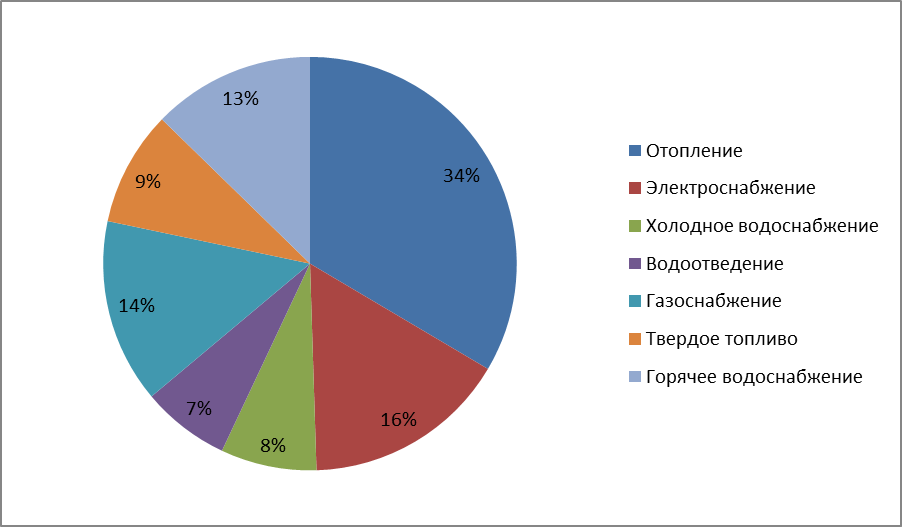 13%
34%
9%
14%
7%
8%
16%
Отопление
Электроснабжение
Холодное водоснабжение
Водоотведение
Газоснабжение
Твердое топливо
Горячее водоснабжение